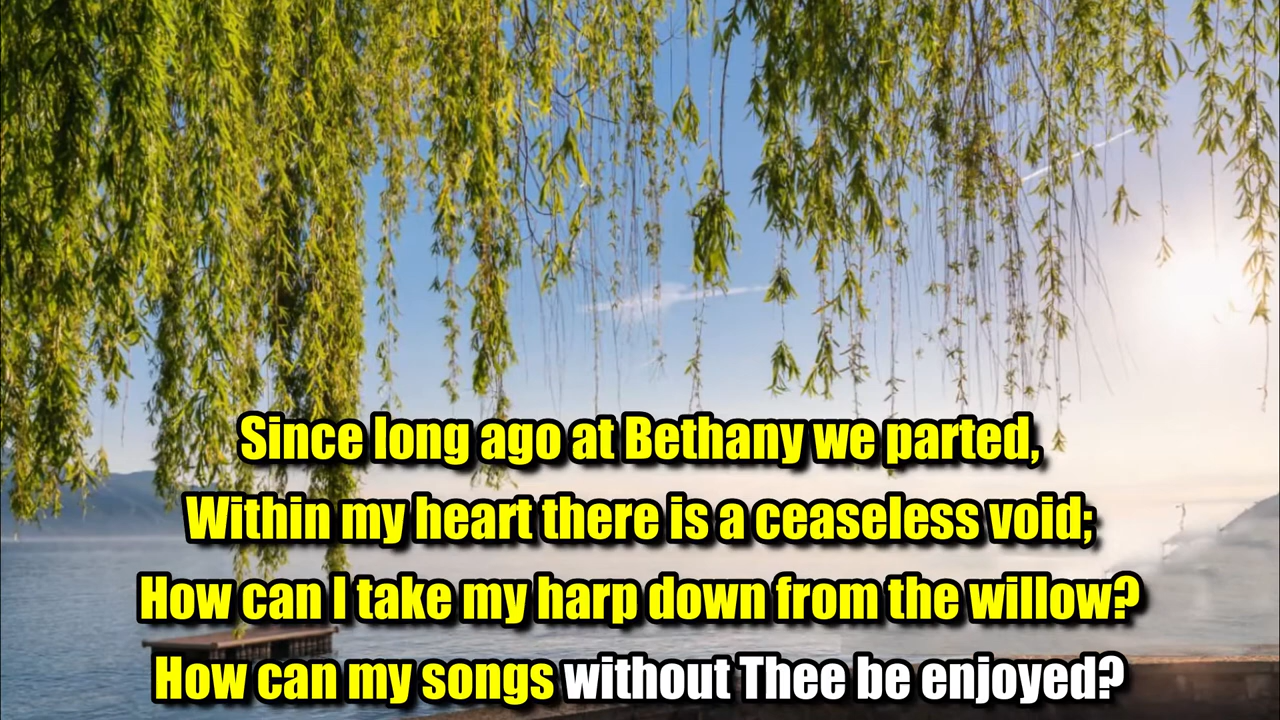 Since long ago at Bethany we parted,
Within my heart there is a ceaseless void;
How can I take my harp down from the willow?
How can my songs without Thee be enjoyed?